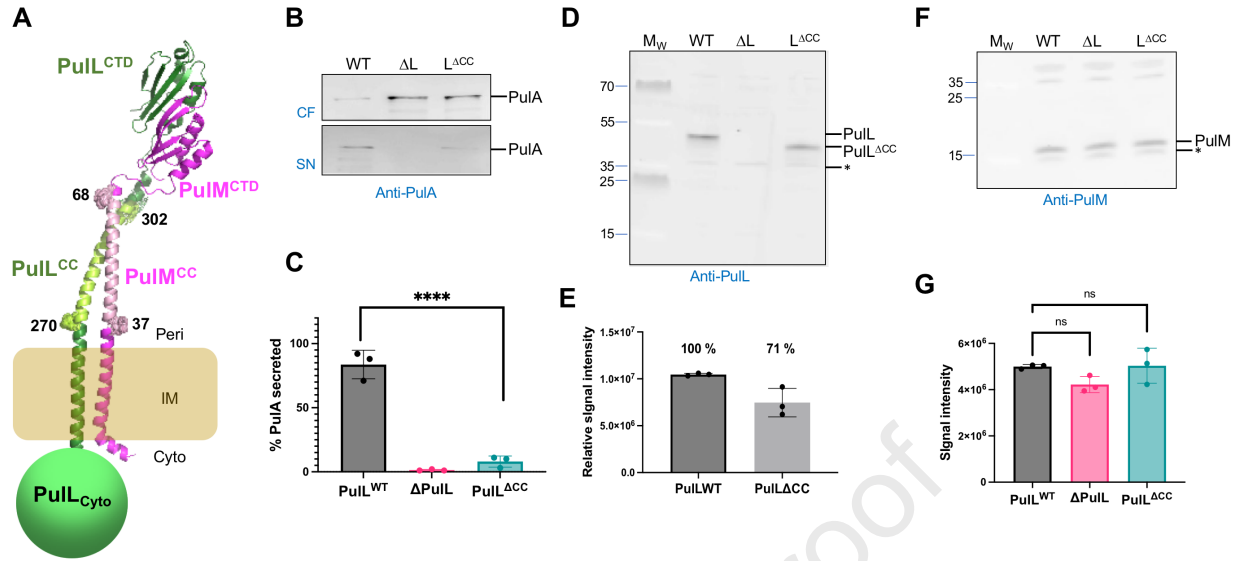 A
PulL^CTD
PulM^CTD
68
302
PulL^CC
PulM^CC
270
37
Peri
IM
Cyto
PulL_Cyto
B
WT ΔL L^ΔCC
PulA
CF
PulA
SN
Anti-PulA
C
****
% PulA secreted
100
50
0
PulL^WT ΔPulL PulL^ΔCC
D
M_W WT ΔL L^ΔCC
70
55
35
25
15
PulL
PulL^ΔCC
*
Anti-PulL
E
Relative signal intensity
1.5×10^7
1.0×10^7
5.0×10^6
0.0
100 % 71 %
PulLWT PulLΔCC
F
M_W WT ΔL L^ΔCC
35
25
15
PulM
*
Anti-PulM
G
ns
ns
Signal intensity
6×10^6
4×10^6
2×10^6
0
PulL^WT ΔPulL PulL^ΔCC
proof